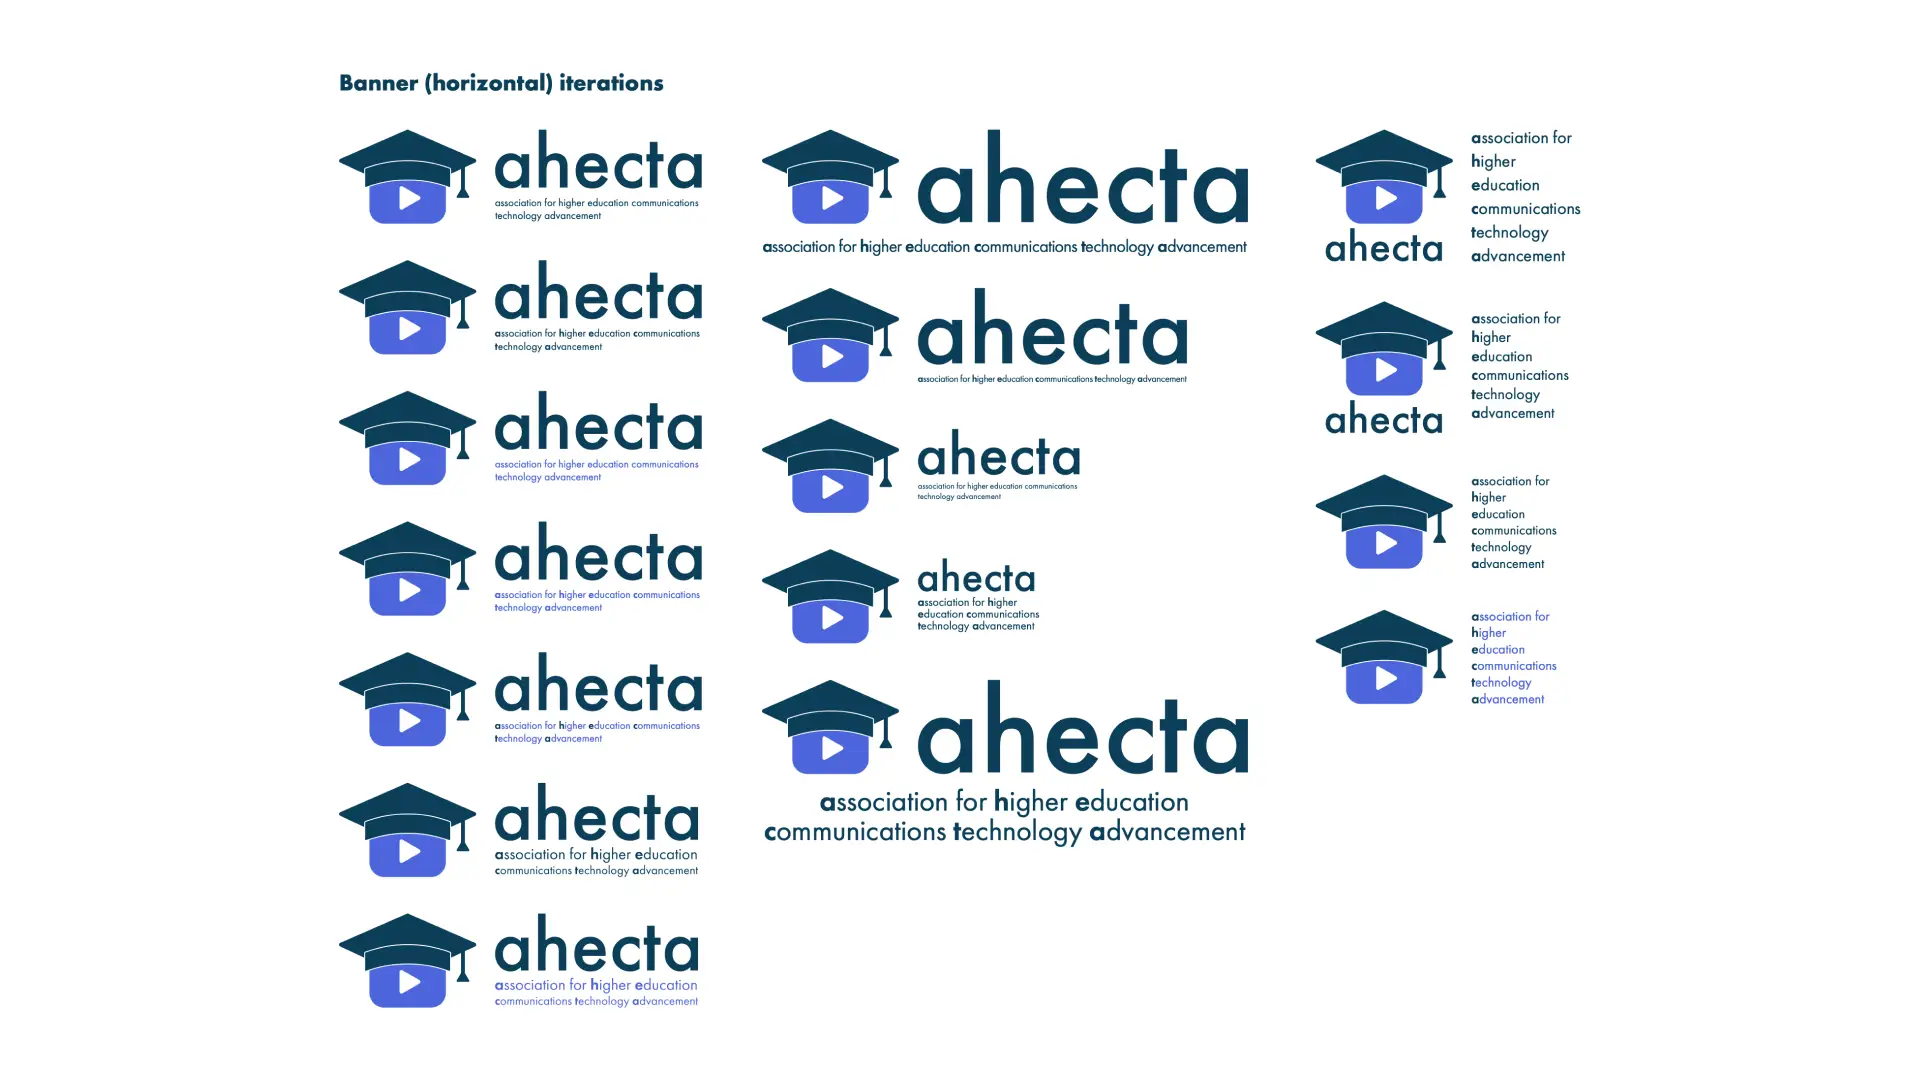 Banner (horizontal) iterations
ahecta
association for higher education communications
technology advancement
ahecta
association for higher education communications
technology advancement
ahecta
association for higher education communications
technology advancement
ahecta
association for higher education communications
technology advancement
ahecta
association for higher education communications
technology advancement
ahecta
association for higher education
communications technology advancement
ahecta
association for higher education
communications technology advancement
ahecta
association for higher education communications technology advancement
ahecta
association for higher education communications technology advancement
ahecta
association for higher education communications
technology advancement
ahecta
association for higher
education communications
technology advancement
ahecta
association for higher education
communications technology advancement
ahecta
association for
higher
education
communications
technology
advancement
ahecta
association for
higher
education
communications
technology
advancement
association for
higher
education
communications
technology
advancement
association for
higher
education
communications
technology
advancement